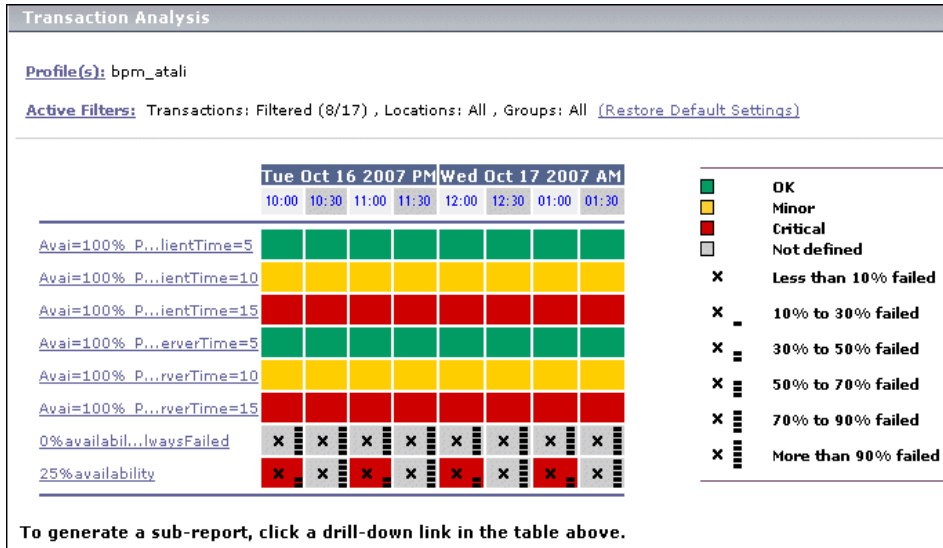 Transaction Analysis
Profile(s): bpm_atali
Active Filters: Transactions: Filtered (8/17) , Locations: All , Groups: All (Restore Default Settings)
Tue Oct 16 2007 PM Wed Oct 17 2007 AM
10:00 10:30 11:00 11:30 12:00 12:30 01:00 01:30
Avai=100% P...lientTime=5
Avai=100% P...ientTime=10
Avai=100% P...ientTime=15
Avai=100% P...erverTime=5
Avai=100% P...rverTime=10
Avai=100% P...rverTime=15
0%availabil...lwaysFailed
25%availability
OK
Minor
Critical
Not defined
Less than 10% failed
10% to 30% failed
30% to 50% failed
50% to 70% failed
70% to 90% failed
More than 90% failed
To generate a sub-report, click a drill-down link in the table above.